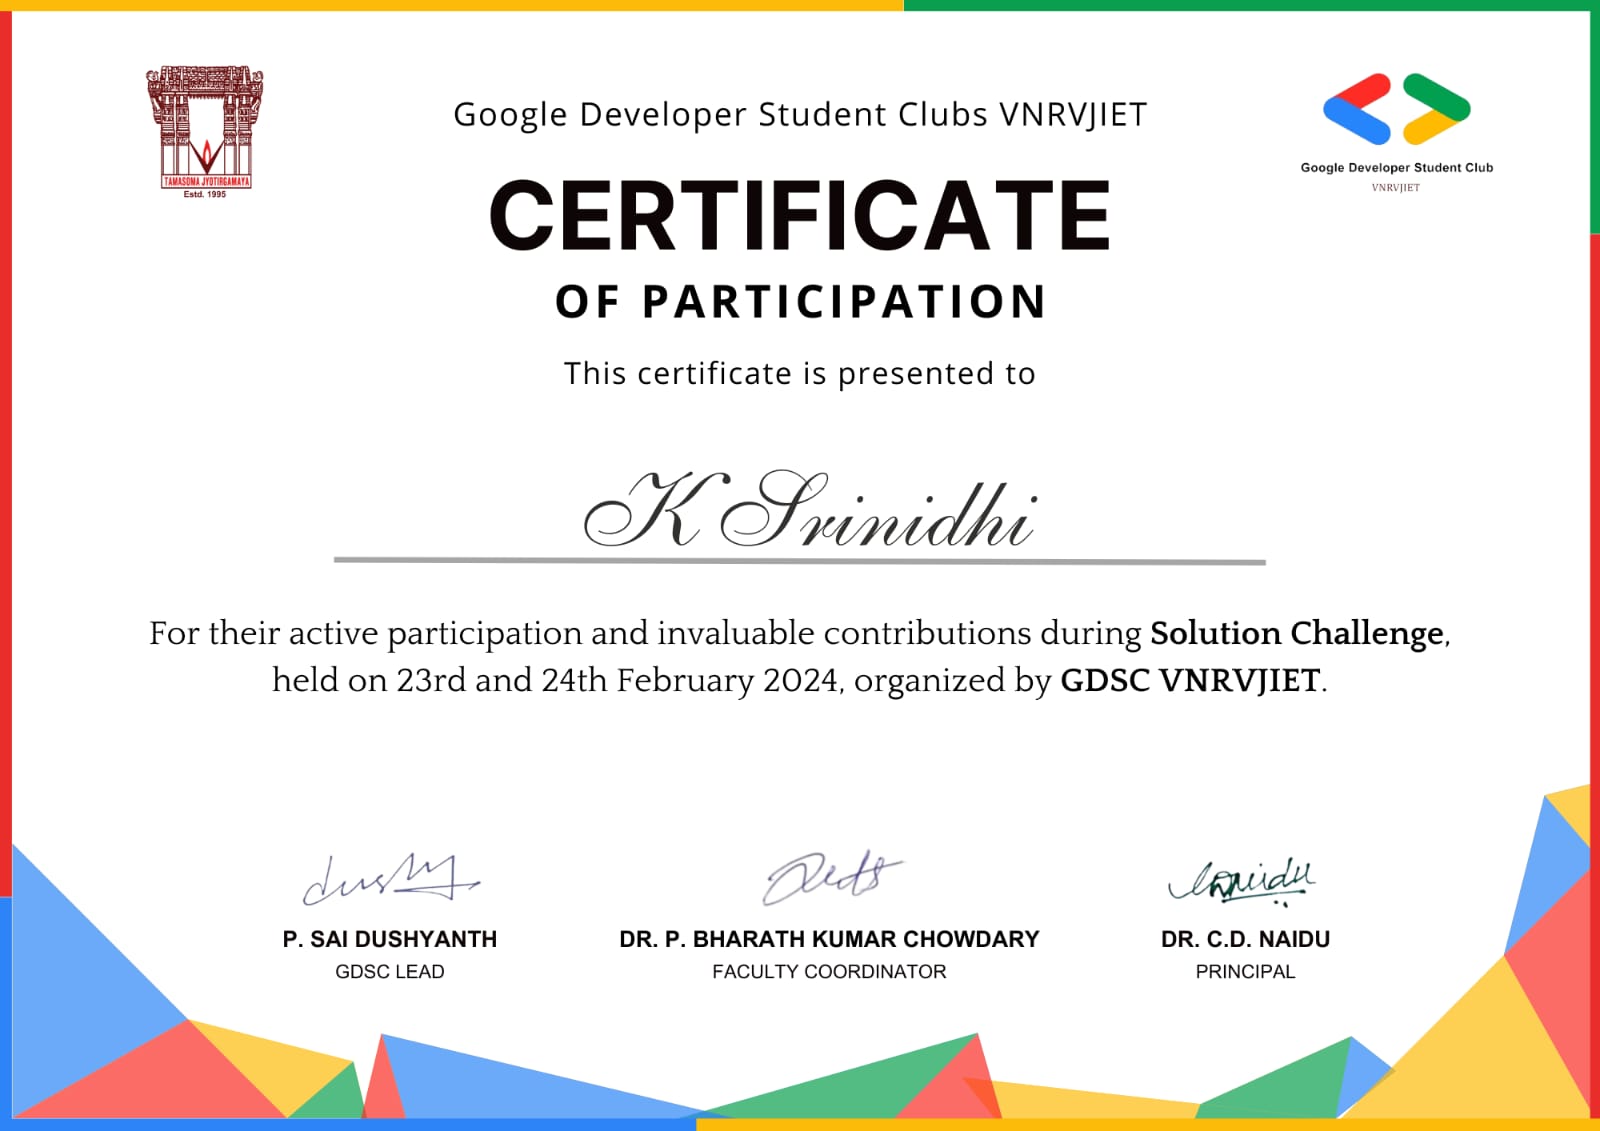 TAMASOMA JYOTIRGAMAYA
Estd. 1995
Google Developer Student Clubs VNRVJIET
Google Developer Student Club
VNRVJIET
CERTIFICATE
OF PARTICIPATION
This certificate is presented to
K Srinidhi
For their active participation and invaluable contributions during Solution Challenge,
held on 23rd and 24th February 2024, organized by GDSC VNRVJIET.
P. SAI DUSHYANTH
GDSC LEAD
DR. P. BHARATH KUMAR CHOWDARY
FACULTY COORDINATOR
DR. C.D. NAIDU
PRINCIPAL